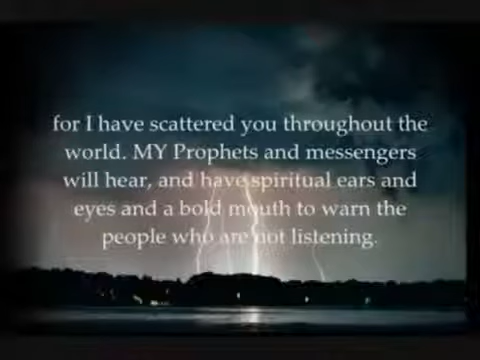 for I have scattered you throughout the
world. MY Prophets and messengers
will hear, and have spiritual ears and
eyes and a bold mouth to warn the
people who are not listening.